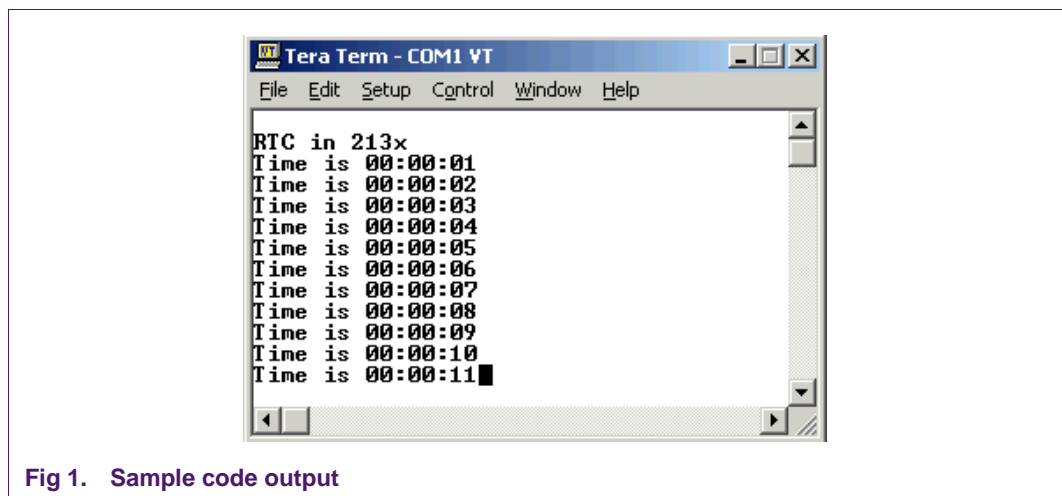 Tera Term - COM1 VT
File Edit Setup Control Window Help
RTC in 213x
Time is 00:00:01
Time is 00:00:02
Time is 00:00:03
Time is 00:00:04
Time is 00:00:05
Time is 00:00:06
Time is 00:00:07
Time is 00:00:08
Time is 00:00:09
Time is 00:00:10
Time is 00:00:11
Fig 1. Sample code output